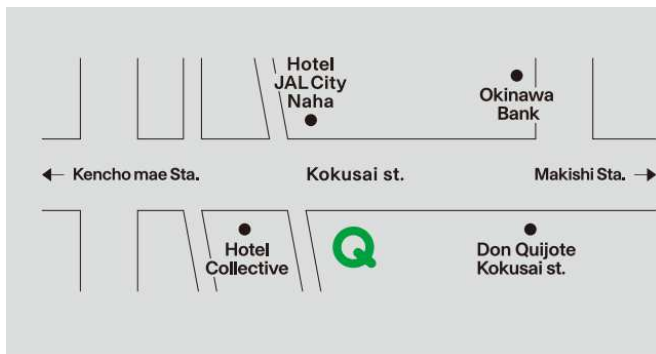 Hotel
JAL City
Naha
Okinawa
Bank
← Kencho mae Sta.
Kokusai st.
Makishi Sta. →
Hotel
Collective
Q
Don Quijote
Kokusai st.